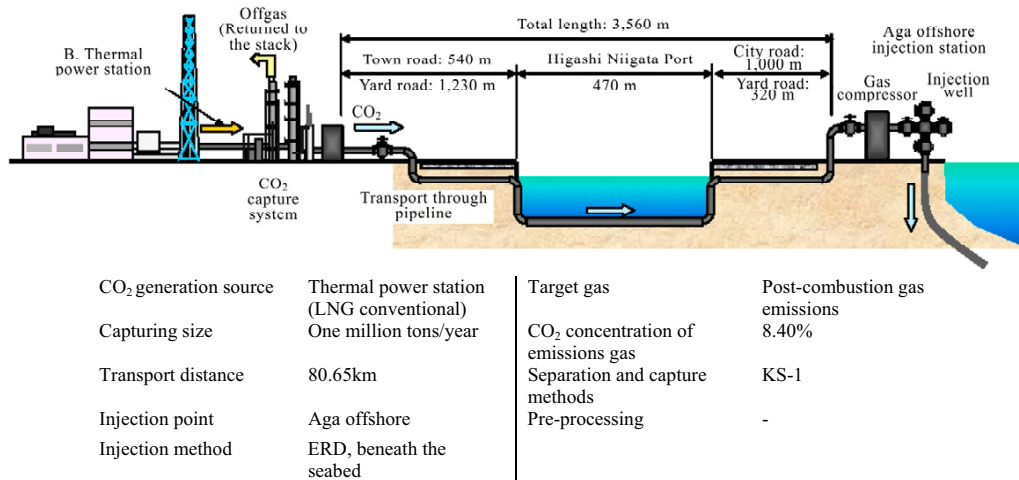 Offgas
(Returned to
the stack)
Total length: 3,560 m
Aga offshore
injection station
B. Thermal
power station
Town road: 540 m
Higashi Niigata Port
City road:
1,000 m
Injection
well
Yard road: 1,230 m
470 m
Yard road:
320 m
Gas
compressor
CO2
CO2
capture
system
Transport through
pipeline
CO2 generation source
Thermal power station
(LNG conventional)
Target gas
Post-combustion gas
emissions
Capturing size
One million tons/year
CO2 concentration of
emissions gas
8.40%
Transport distance
80.65km
Separation and capture
methods
KS-1
Injection point
Aga offshore
Pre-processing
-
Injection method
ERD, beneath the
seabed